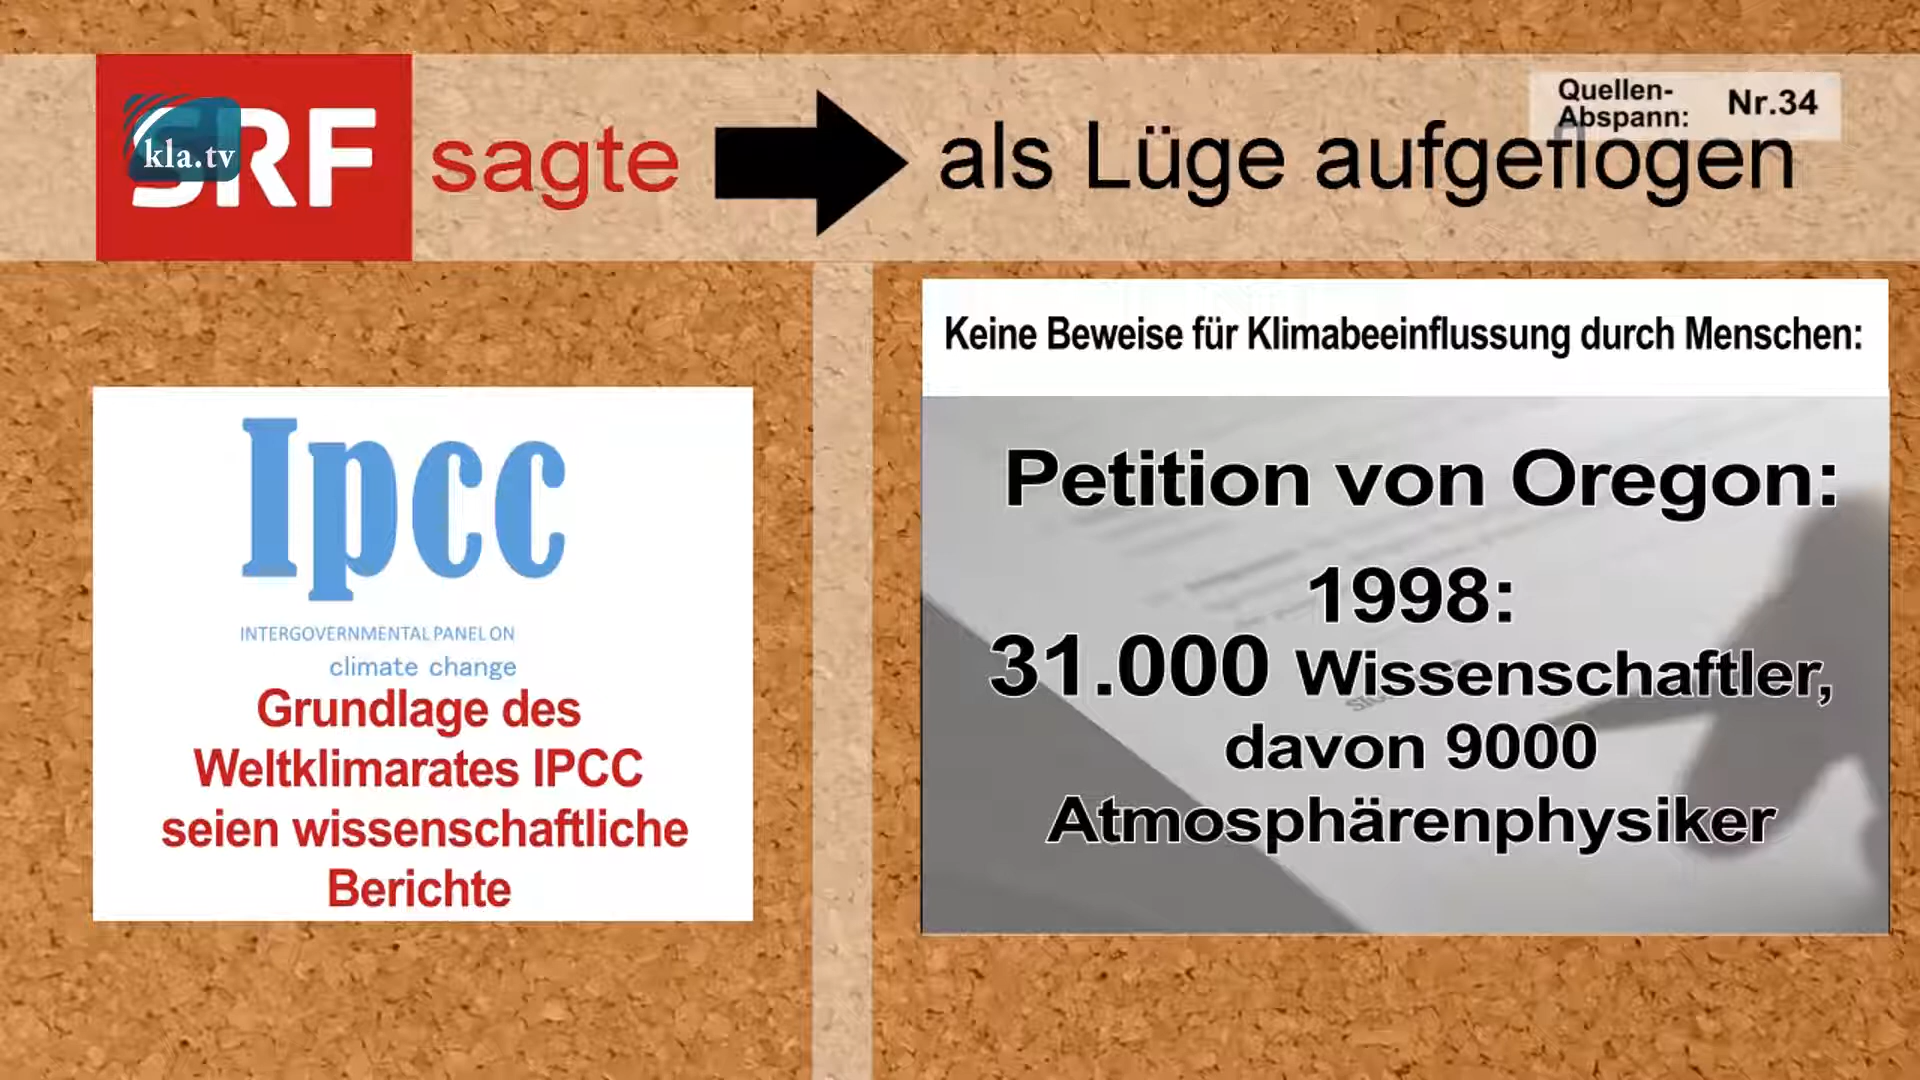 SRF
kla.tv
sagte
als Lüge aufgeflogen
Quellen-
Abspann:
Nr.34
Ipcc
INTERGOVERNMENTAL PANEL ON
climate change
Grundlage des
Weltklimarates IPCC
seien wissenschaftliche
Berichte
Keine Beweise für Klimabeeinflussung durch Menschen:
Petition von Oregon:
1998:
31.000 Wissenschaftler,
davon 9000
Atmosphärenphysiker